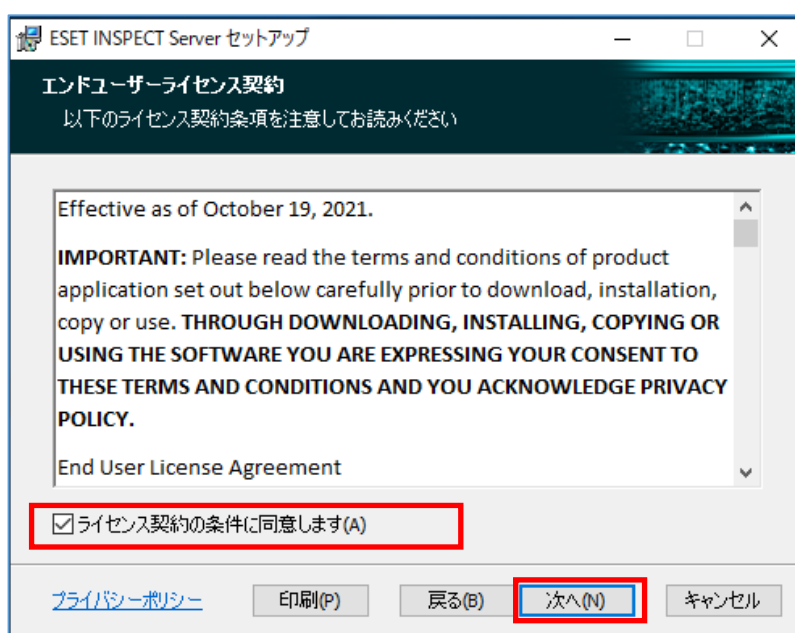 ESET INSPECT Server セットアップ
エンドユーザーライセンス契約
以下のライセンス契約条項を注意してお読みください
Effective as of October 19, 2021.
IMPORTANT: Please read the terms and conditions of product
application set out below carefully prior to download, installation,
copy or use. THROUGH DOWNLOADING, INSTALLING, COPYING OR
USING THE SOFTWARE YOU ARE EXPRESSING YOUR CONSENT TO
THESE TERMS AND CONDITIONS AND YOU ACKNOWLEDGE PRIVACY
POLICY.
End User License Agreement
ライセンス契約の条件に同意します(A)
プライバシーポリシー 印刷(P) 戻る(B) 次へ(N) キャンセル